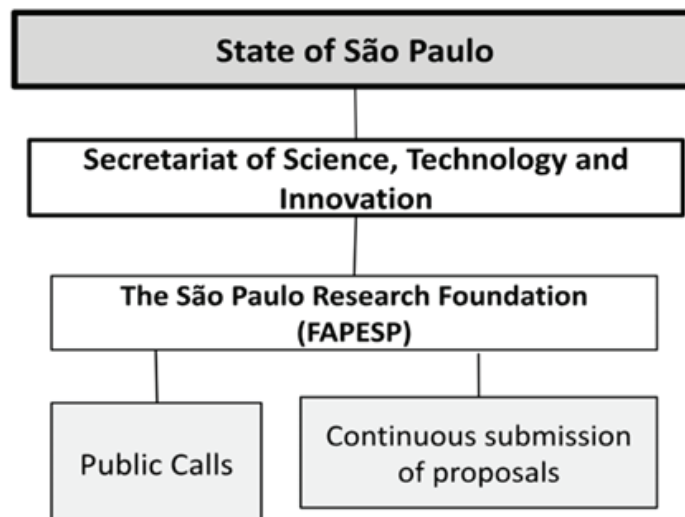 State of São Paulo
Secretariat of Science, Technology and
Innovation
The São Paulo Research Foundation
(FAPESP)
Public Calls
Continuous submission
of proposals